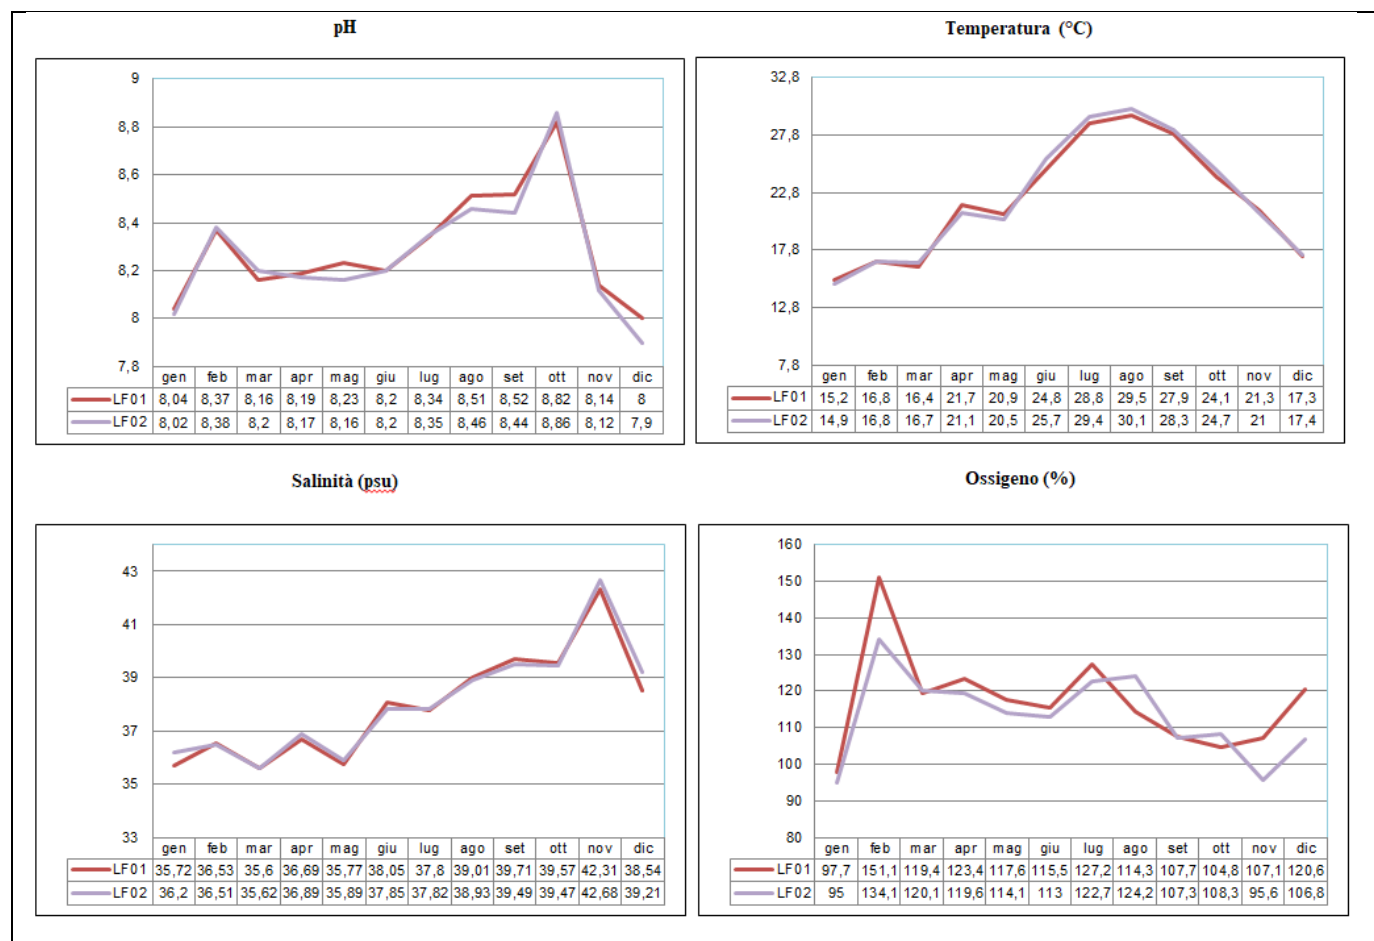 pH
9
8,8
8,6
8,4
8,2
8
7,8
gen feb mar apr mag giu lug ago set ott nov dic
LF01 8,04 8,37 8,16 8,19 8,23 8,2 8,34 8,51 8,52 8,82 8,14 8
LF02 8,02 8,38 8,2 8,17 8,16 8,2 8,35 8,46 8,44 8,86 8,12 7,9
Temperatura (°C)
32,8
27,8
22,8
17,8
12,8
7,8
gen feb mar apr mag giu lug ago set ott nov dic
LF01 15,2 16,8 16,4 21,7 20,9 24,8 28,8 29,5 27,9 24,1 21,3 17,3
LF02 14,9 16,8 16,7 21,1 20,5 25,7 29,4 30,1 28,3 24,7 21 17,4
Salinità (psu)
43
41
39
37
35
33
gen feb mar apr mag giu lug ago set ott nov dic
LF01 35,72 36,53 35,6 36,69 35,77 38,05 37,8 39,01 39,71 39,57 42,31 38,54
LF02 36,2 36,51 35,62 36,89 35,89 37,85 37,82 38,93 39,49 39,47 42,68 39,21
Ossigeno (%)
160
150
140
130
120
110
100
90
80
gen feb mar apr mag giu lug ago set ott nov dic
LF01 97,7 151,1 119,4 123,4 117,6 115,5 127,2 114,3 107,7 104,8 107,1 120,6
LF02 95 134,1 120,1 119,6 114,1 113 122,7 124,2 107,3 108,3 95,6 106,8